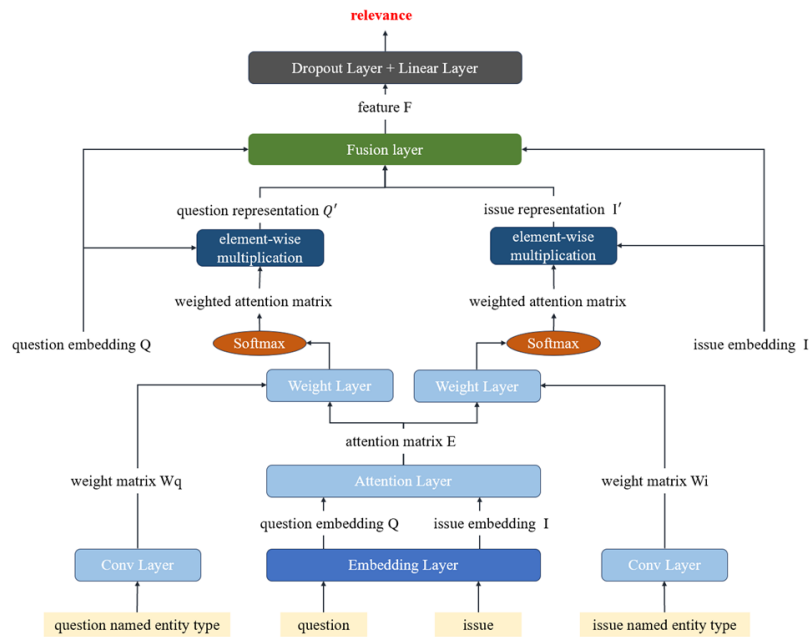 relevance
Dropout Layer + Linear Layer
feature F
Fusion layer
question representation Q′
issue representation I′
element-wise
multiplication
element-wise
multiplication
weighted attention matrix
weighted attention matrix
question embedding Q
Softmax
Softmax
issue embedding I
Weight Layer
Weight Layer
attention matrix E
weight matrix Wq
Attention Layer
weight matrix Wi
question embedding Q
issue embedding I
Conv Layer
Embedding Layer
Conv Layer
question named entity type
question
issue
issue named entity type